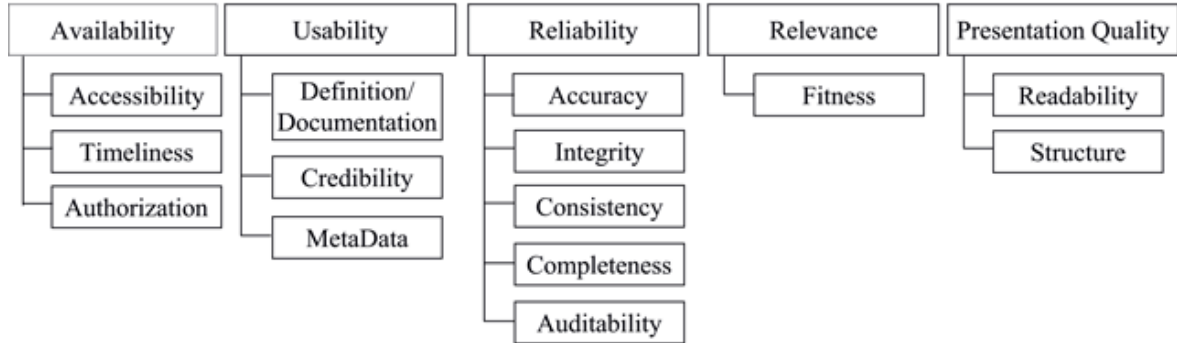 Availability
Accessibility
Timeliness
Authorization
Usability
Definition/
Documentation
Credibility
MetaData
Reliability
Accuracy
Integrity
Consistency
Completeness
Auditability
Relevance
Fitness
Presentation Quality
Readability
Structure